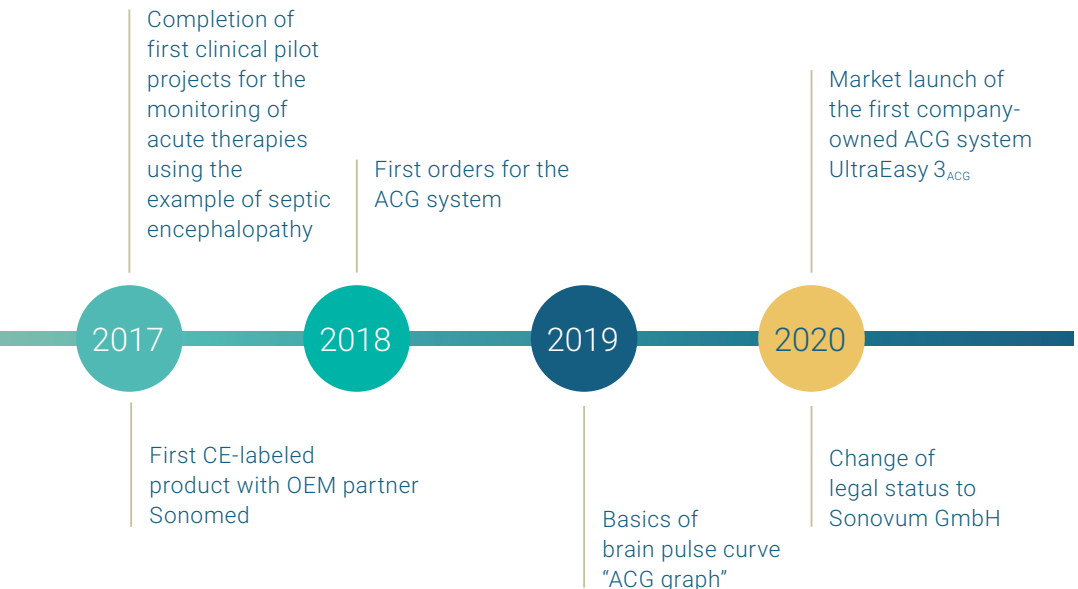 Completion of
first clinical pilot
projects for the
monitoring of
acute therapies
using the
example of septic
encephalopathy
First orders for the
ACG system
Market launch of
the first company-
owned ACG system
UltraEasy 3ACG
2017
2018
2019
2020
First CE-labeled
product with OEM partner
Sonomed
Basics of
brain pulse curve
“ACG graph”
Change of
legal status to
Sonovum GmbH